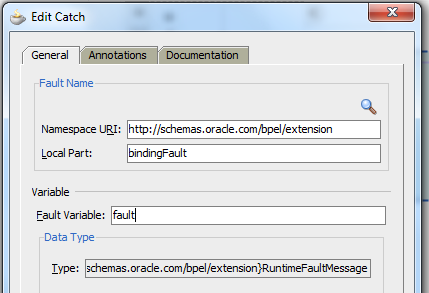 Edit Catch
General Annotations Documentation
Fault Name
Namespace URI: http://schemas.oracle.com/bpel/extension
Local Part: bindingFault
Variable
Fault Variable: fault
Data Type
Type: schemas.oracle.com/bpel/extension}RuntimeFaultMessage